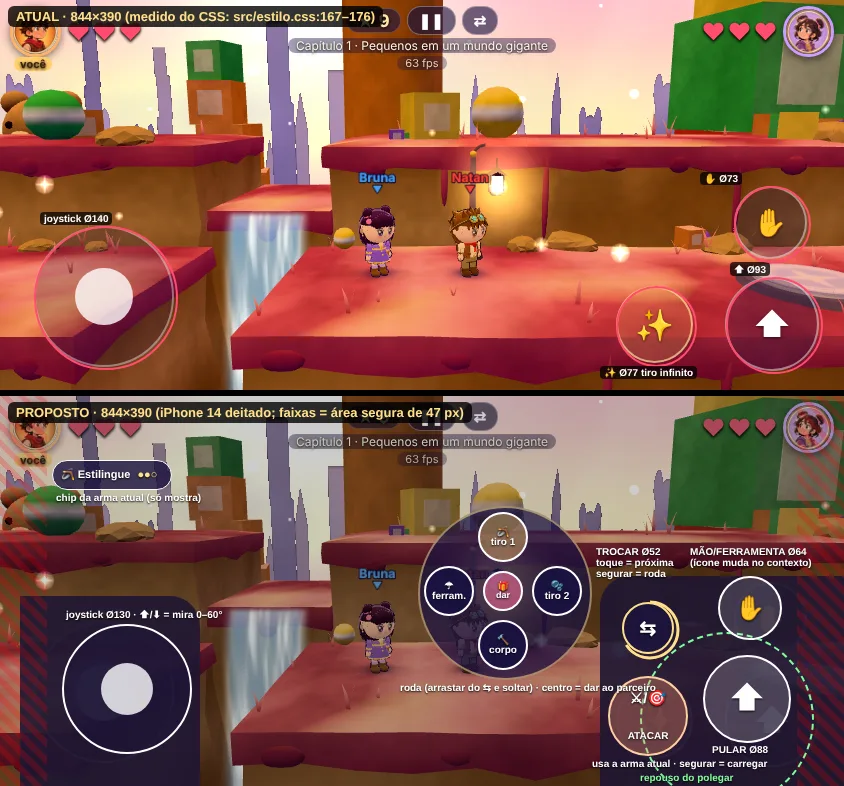 ATUAL · 844×390 (medido do CSS: src/estilo.css:167–176)
Capítulo 1 · Pequenos em um mundo gigante
63 fps
você
Bruna
Natan
✋ Ø73
joystick Ø140
⬆ Ø93
✨ Ø77 tiro infinito
PROPOSTO · 844×390 (iPhone 14 deitado; faixas = área segura de 47 px)
Capítulo 1 · Pequenos em um mundo gigante
63 fps
você
Estilingue
chip da arma atual (só mostra)
tiro 1
ferram.
dar
tiro 2
corpo
TROCAR Ø52
toque = próxima
segurar = roda
MÃO/FERRAMENTA Ø64
(ícone muda no contexto)
Bruna
joystick Ø130 · ⬆/⬇ = mira 0–60°
roda (arrastar do ⇆ e soltar) · centro = dar ao parceiro
ATACAR
PULAR Ø88
usa a arma atual · segurar = carregar
repouso do polegar